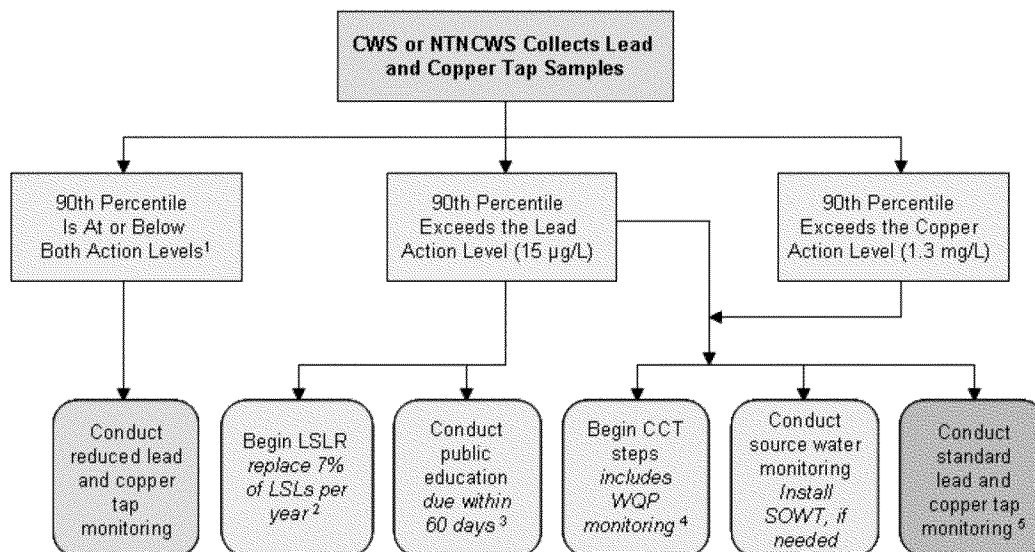 CWS or NTNCWS Collects Lead
and Copper Tap Samples
90th Percentile
Is At or Below
Both Action Levels¹
90th Percentile
Exceeds the Lead
Action Level (15 µg/L)
90th Percentile
Exceeds the Copper
Action Level (1.3 mg/L)
Conduct
reduced lead
and copper
tap
monitoring
Begin LSLR
replace 7%
of LSLs per
year ²
Conduct
public
education
due within
60 days ³
Begin CCT
steps
includes
WQP
monitoring ⁴
Conduct
source water
monitoring
Install
SOWT, if
needed
Conduct
standard
lead and
copper tap
monitoring ⁵